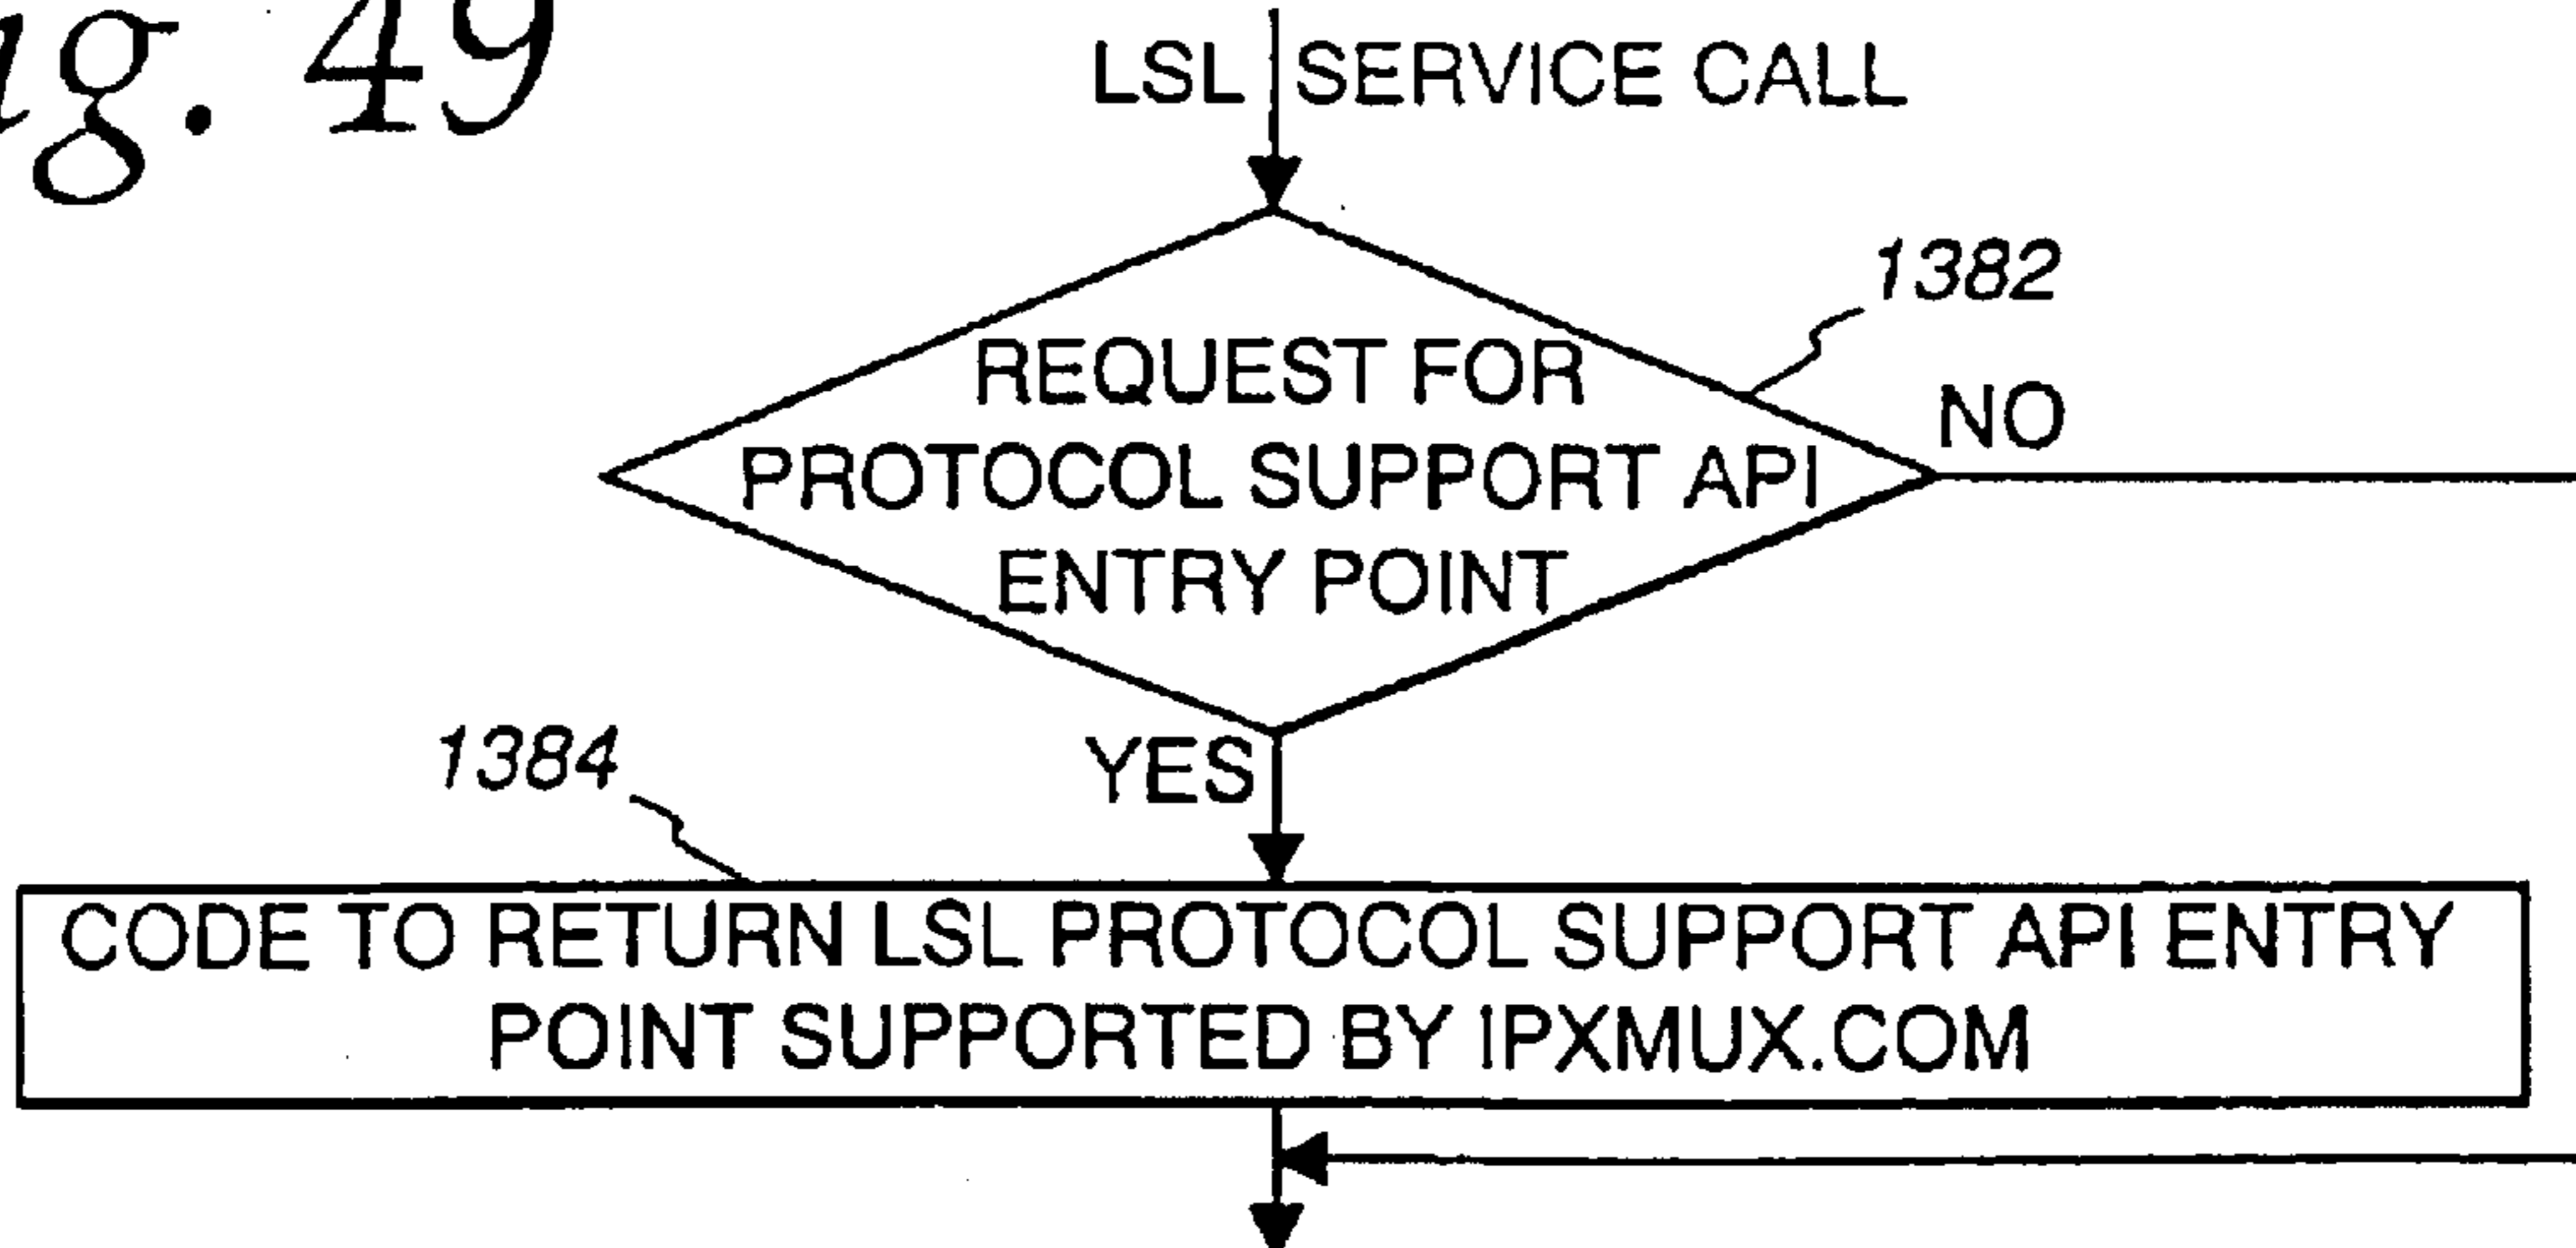 49
LSL SERVICE CALL
1382
REQUEST FOR
PROTOCOL SUPPORT API
ENTRY POINT
NO
YES
1384
CODE TO RETURN LSL PROTOCOL SUPPORT API ENTRY
POINT SUPPORTED BY IPXMUX.COM